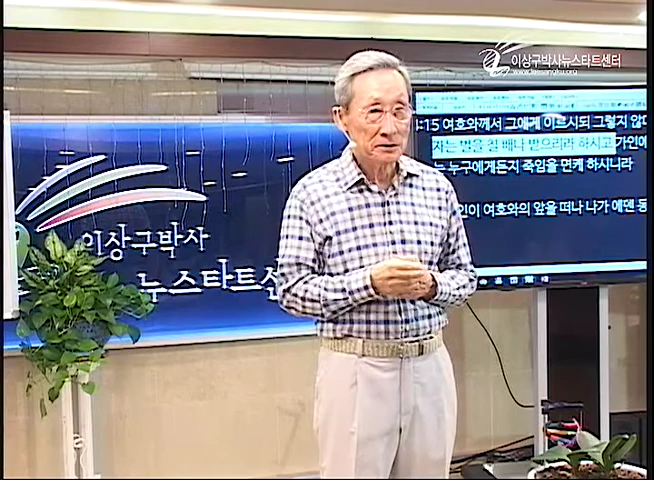 이상구박사뉴스타트센터
www.leesangku.org
:15 여호와께서 그에게 이르시되 그렇지 않다
자는 벌을 칠 배나 받으리라 하시고 가인에
는 누구에게든지 죽임을 면케 하시니라
인이 여호와의 앞을 떠나 나가 에덴 동
이상구박사
뉴스타트센